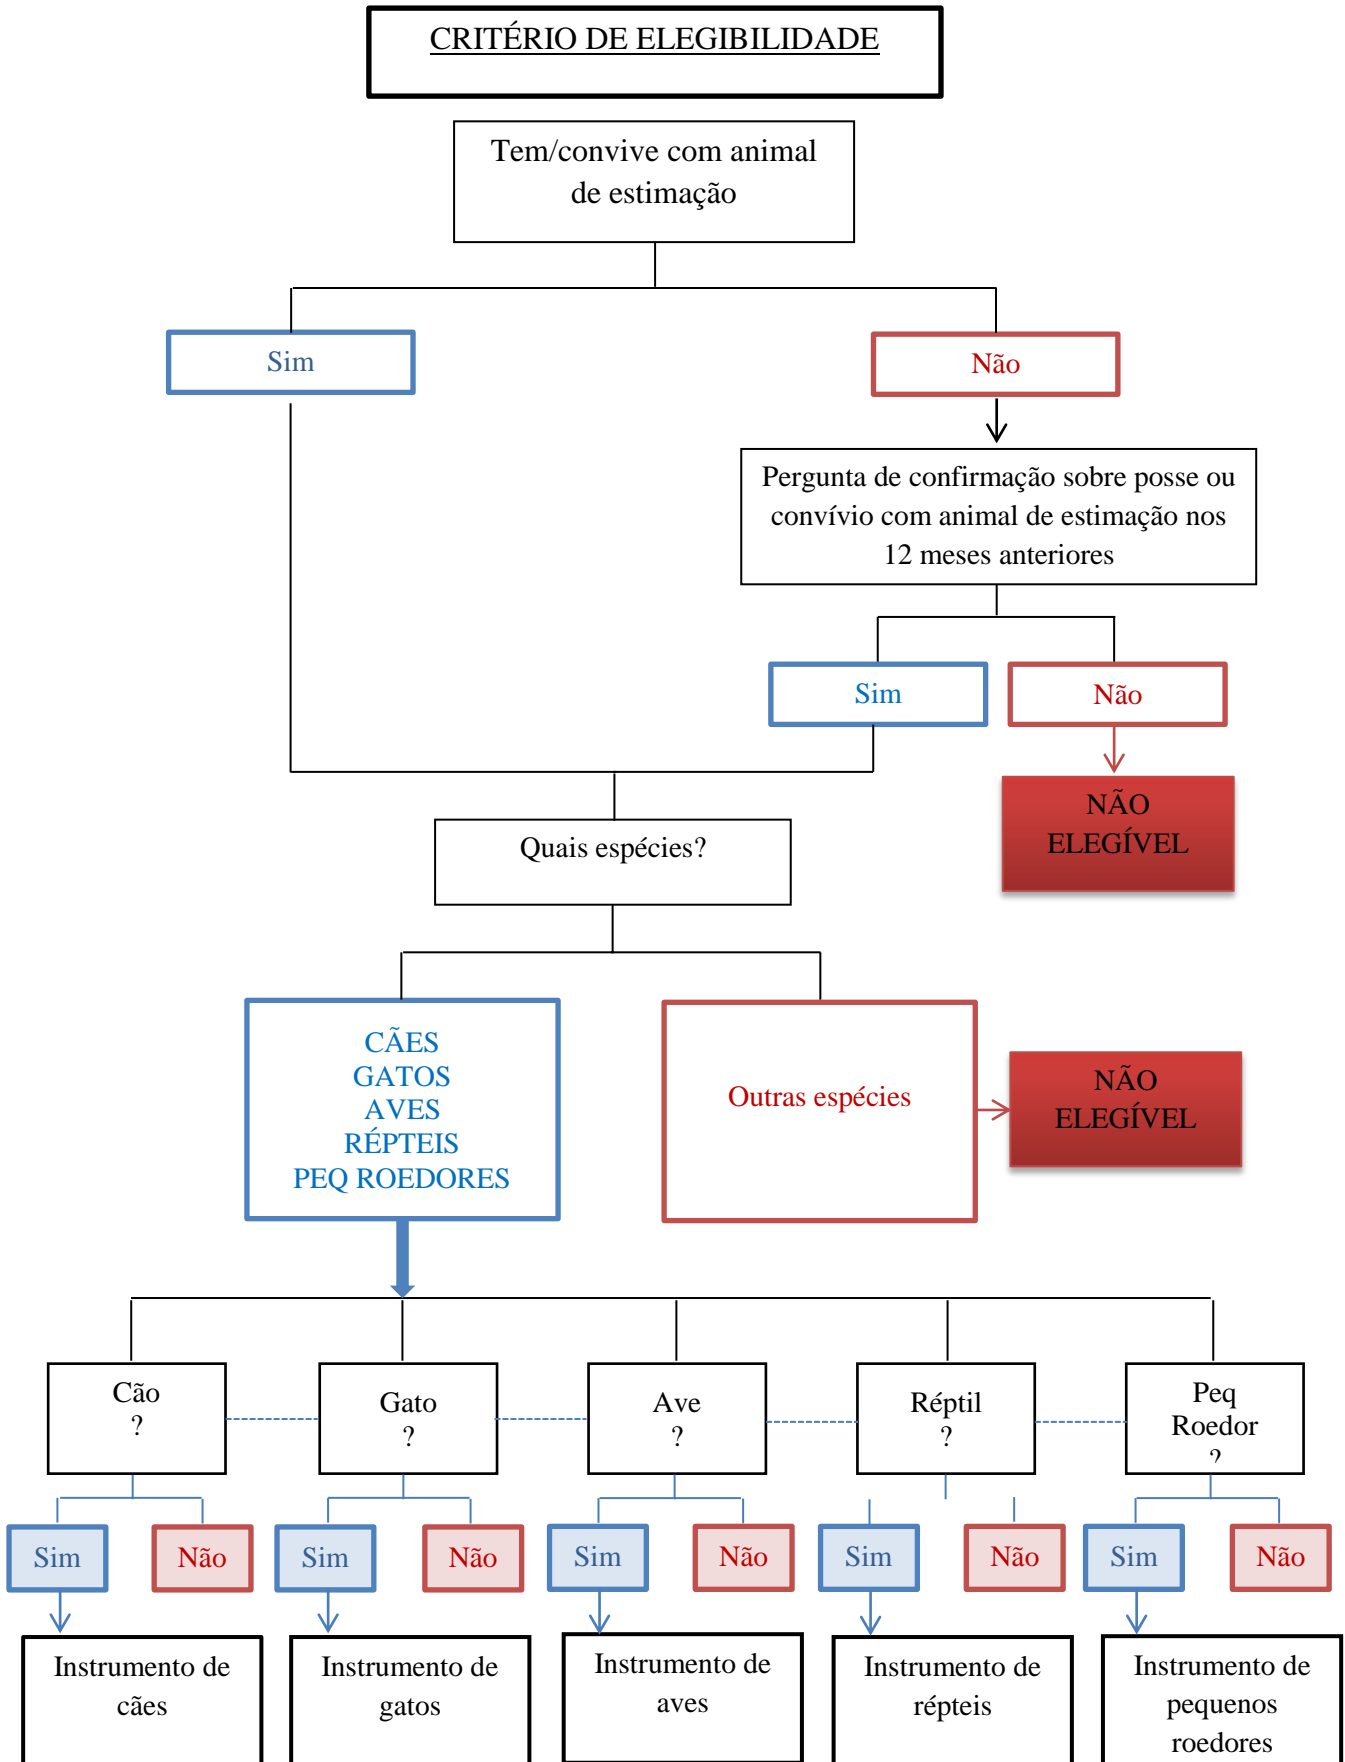 CRITÉRIO DE ELEGIBILIDADE
Tem/convive com animal
de estimação
Sim
Não
Pergunta de confirmação sobre posse ou
convívio com animal de estimação nos
12 meses anteriores
Sim
Não
NÃO
ELEGÍVEL
Quais espécies?
CÃES
GATOS
AVES
RÉPTEIS
PEQ ROEDORES
Outras espécies
NÃO
ELEGÍVEL
Cão
?
Gato
?
Ave
?
Réptil
?
Peq
Roedor
?
Sim
Não
Sim
Não
Sim
Não
Sim
Não
Sim
Não
Instrumento de
cães
Instrumento de
gatos
Instrumento de
aves
Instrumento de
répteis
Instrumento de
pequenos
roedores